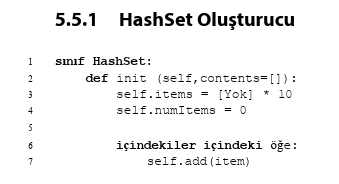 5.5.1 HashSet Oluşturucu
1 sınıf HashSet:
2 def init (self,contents=[]):
3 self.items = [Yok] * 10
4 self.numItems = 0
5
6 içindekiler içindeki öğe:
7 self.add(item)